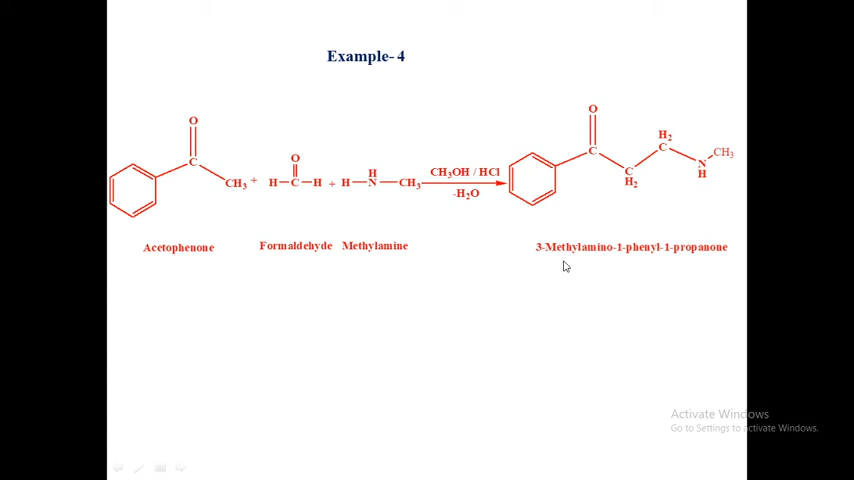 Example- 4
O
C
CH3
+
O
H C H
+
H
H N CH3
CH3OH / HCl
-H2O
O
C
C
H2
H2
C
N
H
CH3
Acetophenone
Formaldehyde
Methylamine
3-Methylamino-1-phenyl-1-propanone
Activate Windows
Go to Settings to activate Windows.